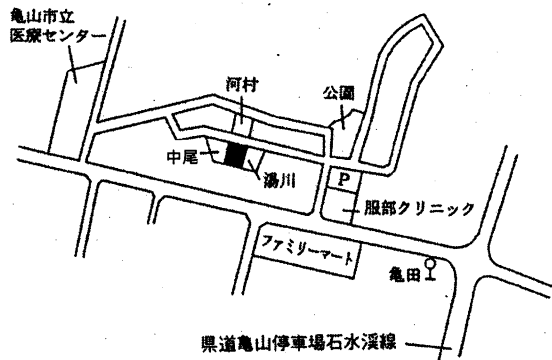 亀山市立
医療センター
河村
公園
中尾
湯川
P
服部クリニック
ファミリーマート
亀田
県道亀山停車場石水渓線